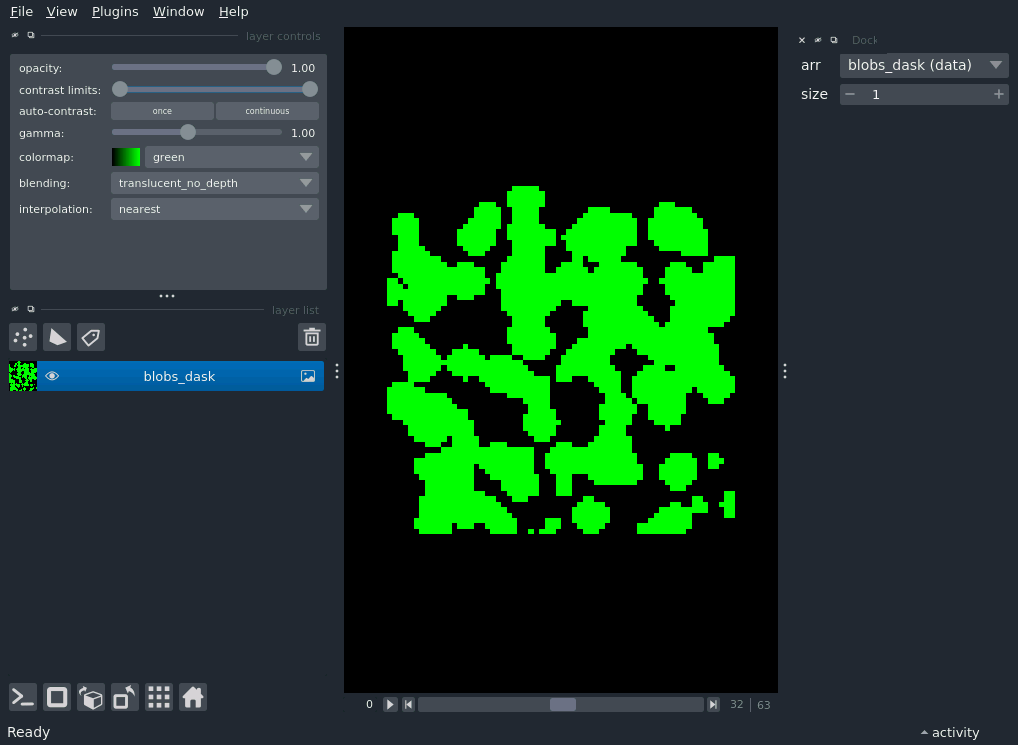 File View Plugins Window Help
layer controls
opacity: 1.00
contrast limits:
auto-contrast: once continuous
gamma: 1.00
colormap: green
blending: translucent_no_depth
interpolation: nearest
layer list
blobs_dask
0 32 63
Ready
Dock
arr blobs_dask (data)
size 1
activity